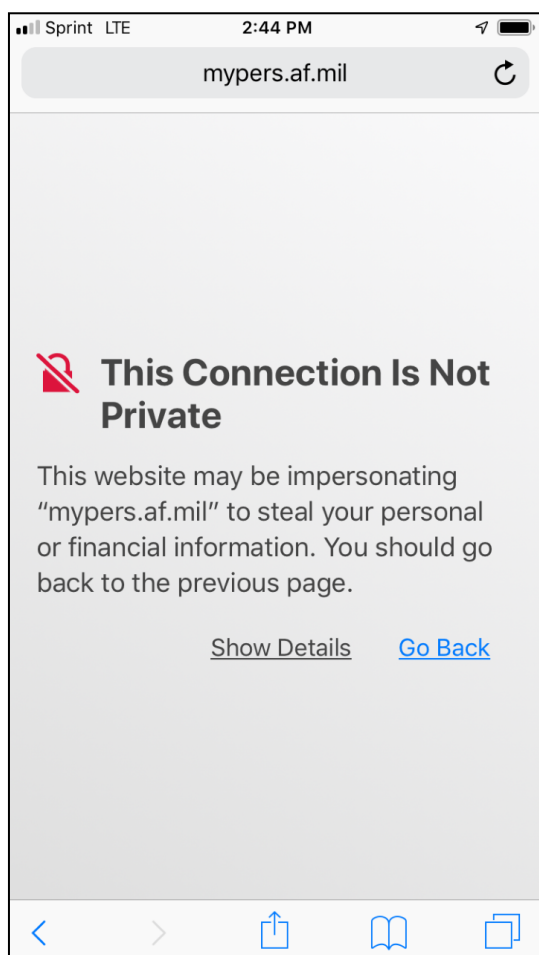 Sprint LTE 2:44 PM
mypers.af.mil
This Connection Is Not
Private
This website may be impersonating
“mypers.af.mil” to steal your personal
or financial information. You should go
back to the previous page.
Show Details Go Back